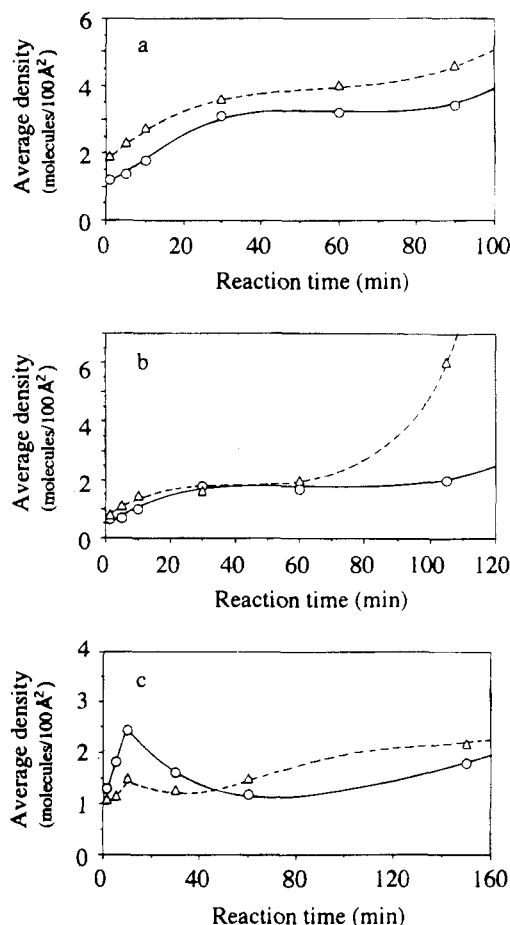 a
Average density
(molecules/100 Å²)
6
4
2
0
0 20 40 60 80 100
Reaction time (min)
b
Average density
(molecules/100 Å²)
6
4
2
0
0 20 40 60 80 100 120
Reaction time (min)
c
Average density
(molecules/100 Å²)
4
3
2
1
0
0 40 80 120 160
Reaction time (min)